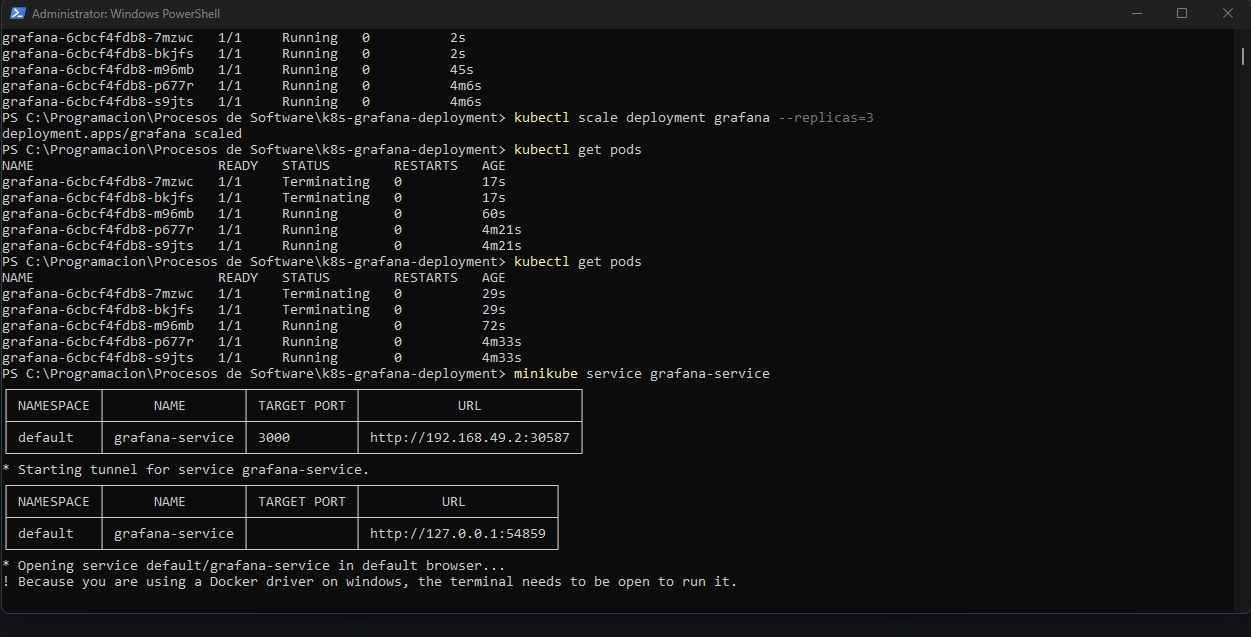 Administrator: Windows PowerShell
grafana-6cbcf4fdb8-7mzwc   1/1     Running   0          2s
grafana-6cbcf4fdb8-bkjfs   1/1     Running   0          2s
grafana-6cbcf4fdb8-m96mb   1/1     Running   0          45s
grafana-6cbcf4fdb8-p677r   1/1     Running   0          4m6s
grafana-6cbcf4fdb8-s9jts   1/1     Running   0          4m6s
PS C:\Programacion\Procesos de Software\k8s-grafana-deployment> kubectl scale deployment grafana --replicas=3
deployment.apps/grafana scaled
PS C:\Programacion\Procesos de Software\k8s-grafana-deployment> kubectl get pods
NAME                       READY   STATUS        RESTARTS   AGE
grafana-6cbcf4fdb8-7mzwc   1/1     Terminating   0          17s
grafana-6cbcf4fdb8-bkjfs   1/1     Terminating   0          17s
grafana-6cbcf4fdb8-m96mb   1/1     Running       0          60s
grafana-6cbcf4fdb8-p677r   1/1     Running       0          4m21s
grafana-6cbcf4fdb8-s9jts   1/1     Running       0          4m21s
PS C:\Programacion\Procesos de Software\k8s-grafana-deployment> kubectl get pods
NAME                       READY   STATUS        RESTARTS   AGE
grafana-6cbcf4fdb8-7mzwc   1/1     Terminating   0          29s
grafana-6cbcf4fdb8-bkjfs   1/1     Terminating   0          29s
grafana-6cbcf4fdb8-m96mb   1/1     Running       0          72s
grafana-6cbcf4fdb8-p677r   1/1     Running       0          4m33s
grafana-6cbcf4fdb8-s9jts   1/1     Running       0          4m33s
PS C:\Programacion\Procesos de Software\k8s-grafana-deployment> minikube service grafana-service
NAMESPACE NAME TARGET PORT URL
default grafana-service 3000 http://192.168.49.2:30587
* Starting tunnel for service grafana-service.
NAMESPACE NAME TARGET PORT URL
default grafana-service http://127.0.0.1:54859
* Opening service default/grafana-service in default browser...
! Because you are using a Docker driver on windows, the terminal needs to be open to run it.